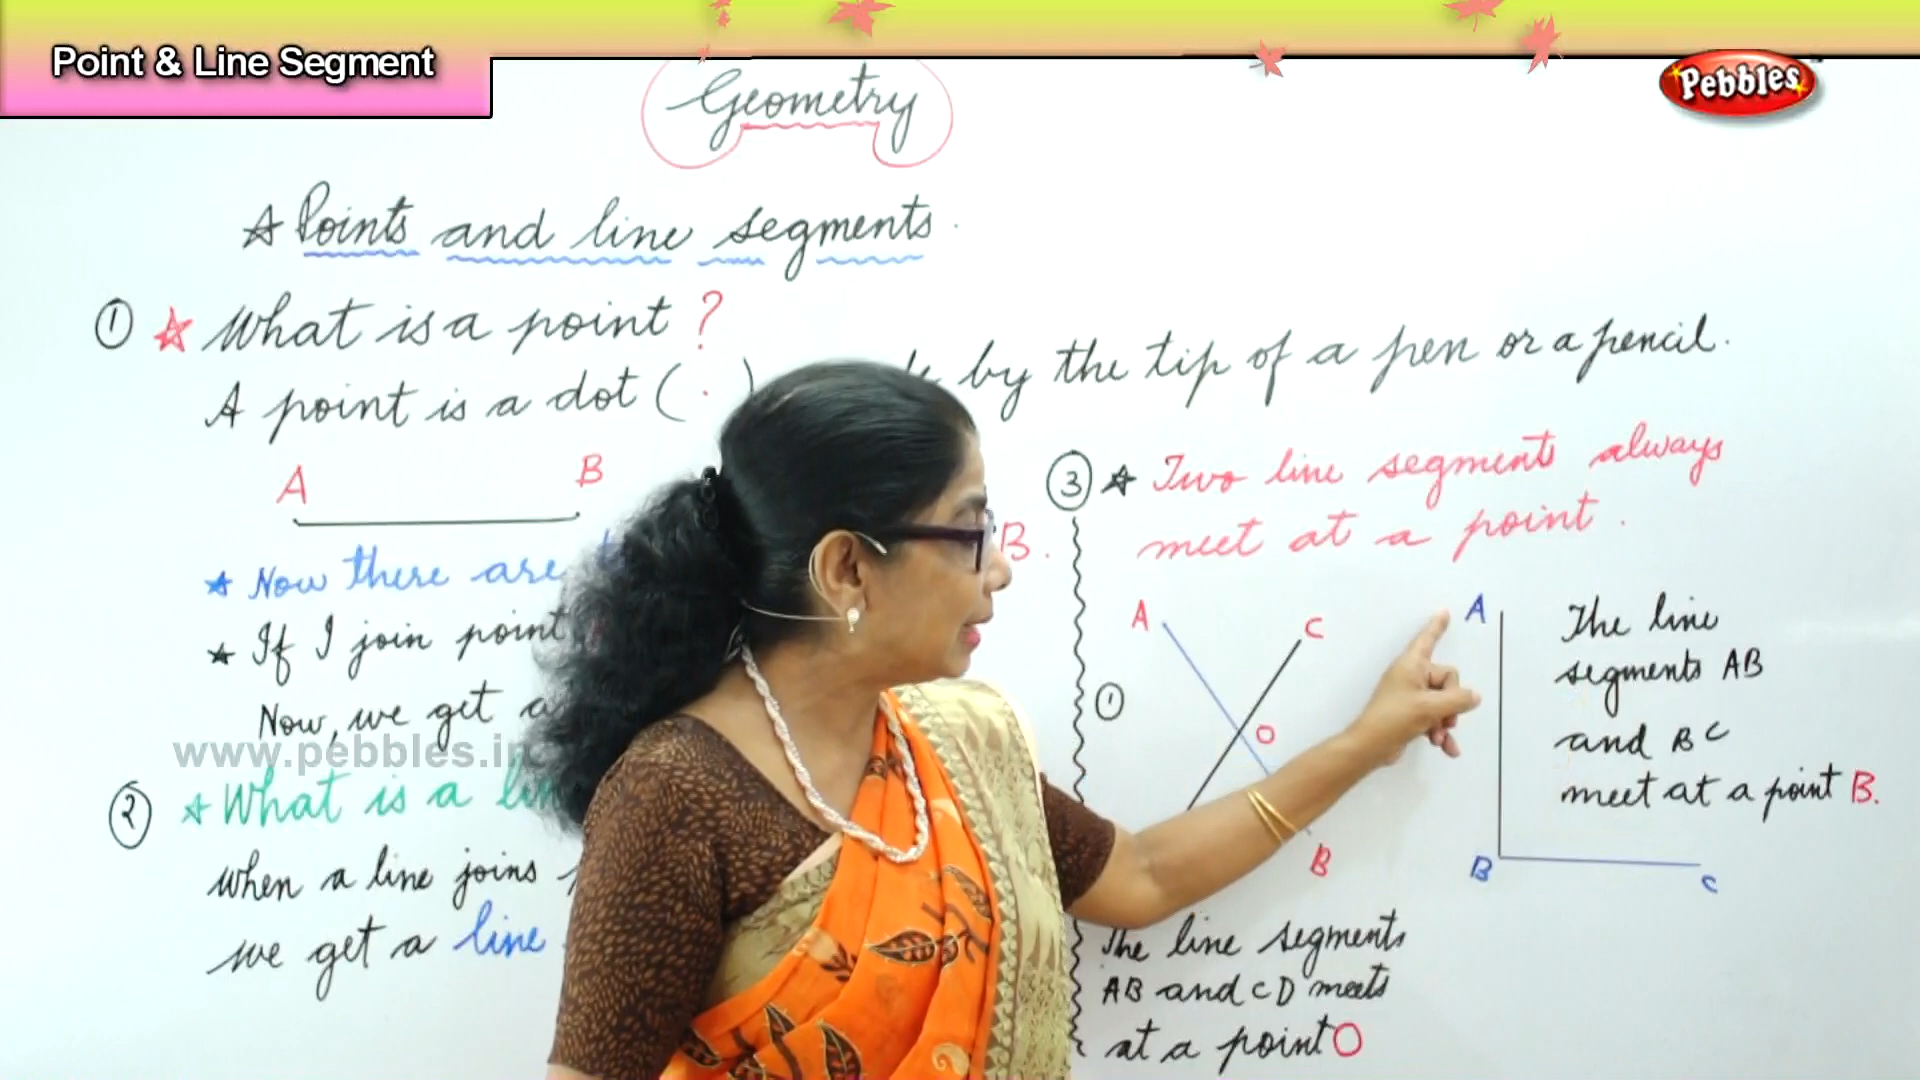 Point & Line Segment
Pebbles
Geometry
Points and line segments.
① What is a point ?
A point is a dot ( . ) by the tip of a pen or a pencil.
A B
B.
Now there are
If I join point
Now, we get a
www.pebbles.in
② What is a
when a line joins
we get a line
③ Two line segment always
meet at a point.
①
A C
O
B
The line segments
AB and CD meets
at a point O
A
B C
The line
segments AB
and BC
meet at a point B.